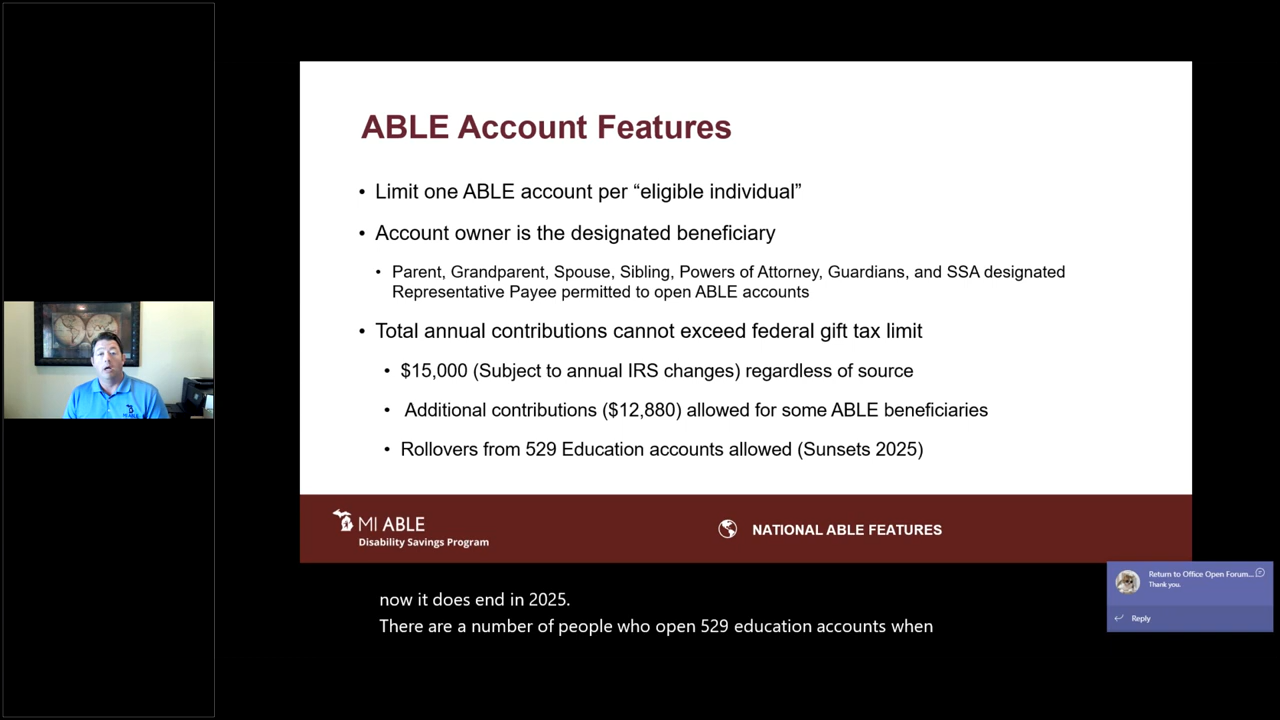 ABLE Account Features
• Limit one ABLE account per “eligible individual”
• Account owner is the designated beneficiary
• Parent, Grandparent, Spouse, Sibling, Powers of Attorney, Guardians, and SSA designated
Representative Payee permitted to open ABLE accounts
• Total annual contributions cannot exceed federal gift tax limit
• $15,000 (Subject to annual IRS changes) regardless of source
• Additional contributions ($12,880) allowed for some ABLE beneficiaries
• Rollovers from 529 Education accounts allowed (Sunsets 2025)
MI ABLE
Disability Savings Program
NATIONAL ABLE FEATURES
MI ABLE
Return to Office Open Forum...
Thank you.
Reply
now it does end in 2025.
There are a number of people who open 529 education accounts when